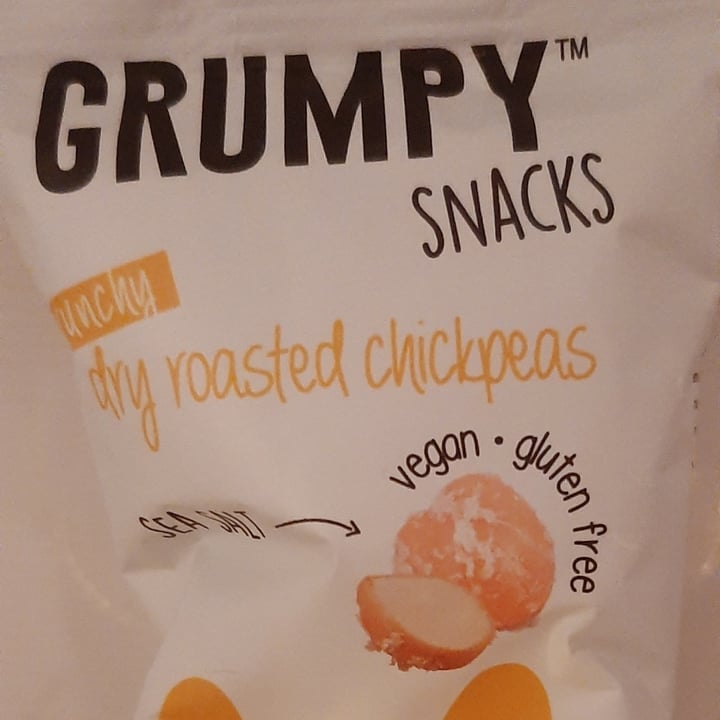 GRUMPY™
SNACKS
unchy
dry roasted chickpeas
vegan • gluten free
SEA SALT